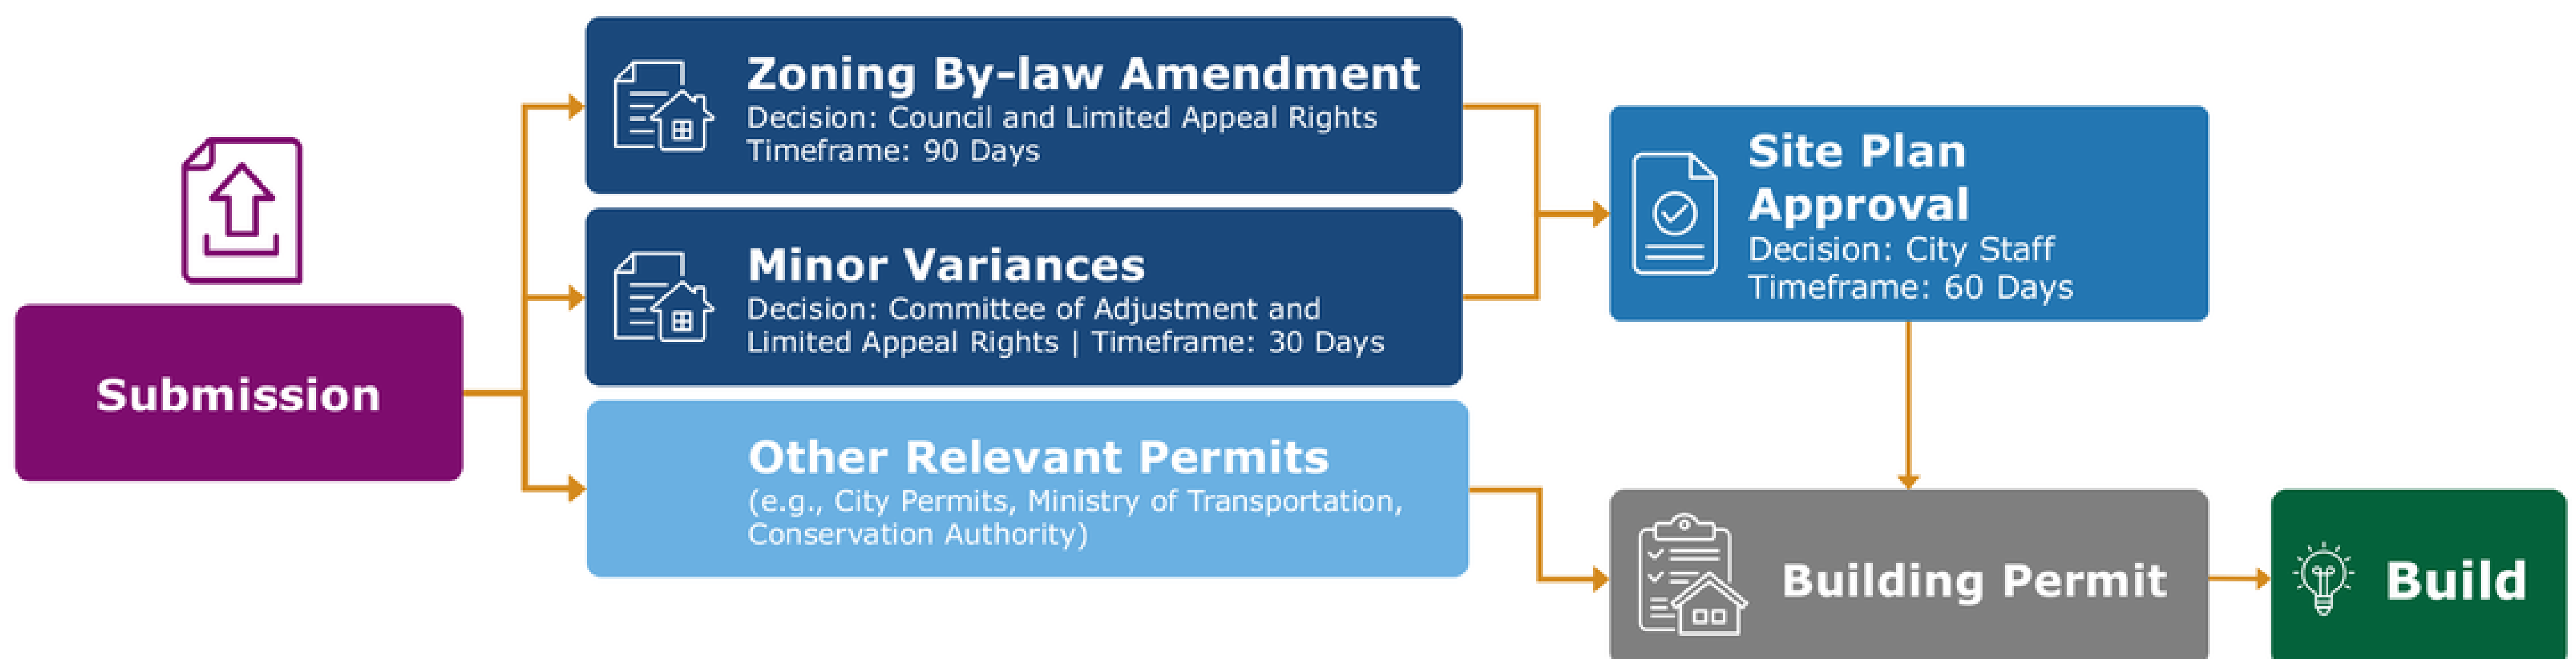 Submission
Zoning By-law Amendment
Decision: Council and Limited Appeal Rights
Timeframe: 90 Days
Minor Variances
Decision: Committee of Adjustment and
Limited Appeal Rights | Timeframe: 30 Days
Other Relevant Permits
(e.g., City Permits, Ministry of Transportation,
Conservation Authority)
Site Plan
Approval
Decision: City Staff
Timeframe: 60 Days
Building Permit
Build